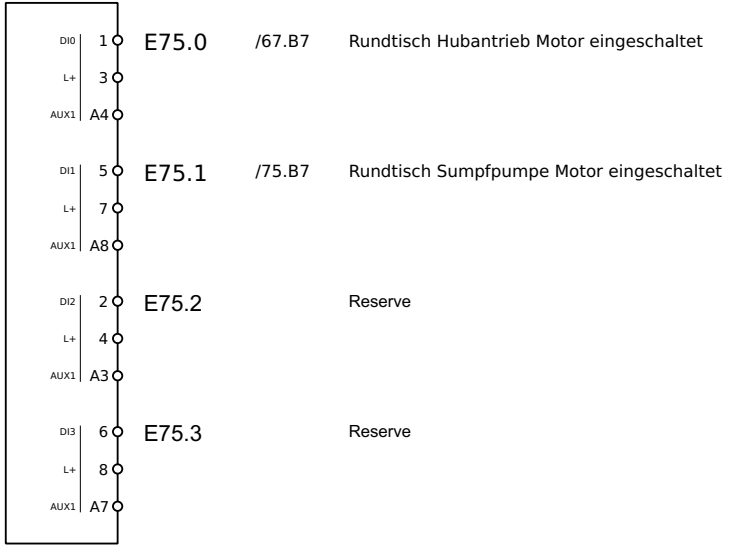 DI0 1 E75.0 /67.B7 Rundtisch Hubantrieb Motor eingeschaltet
L+ 3
AUX1 A4
DI1 5 E75.1 /75.B7 Rundtisch Sumpfpumpe Motor eingeschaltet
L+ 7
AUX1 A8
DI2 2 E75.2 Reserve
L+ 4
AUX1 A3
DI3 6 E75.3 Reserve
L+ 8
AUX1 A7